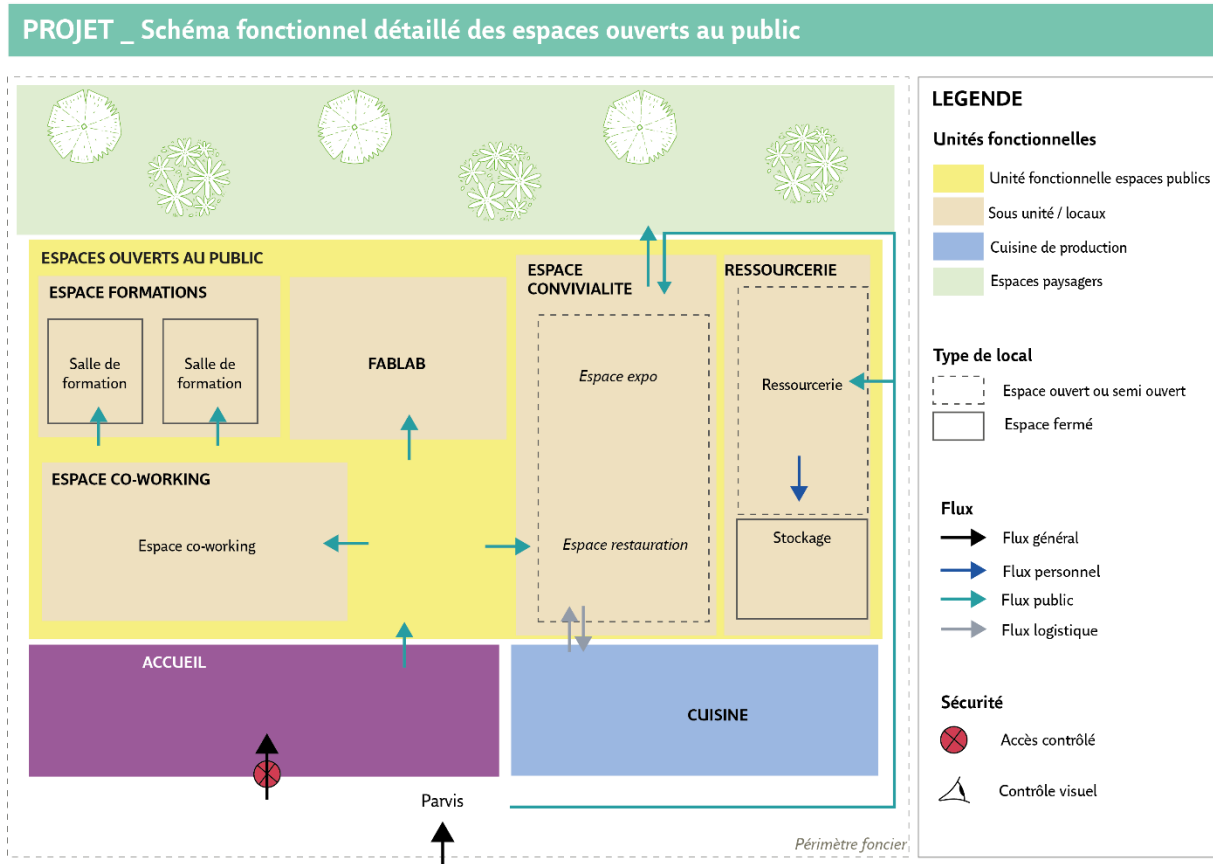 PROJET _ Schéma fonctionnel détaillé des espaces ouverts au public
ESPACES OUVERTS AU PUBLIC
ESPACE FORMATIONS
Salle de
formation
Salle de
formation
FABLAB
ESPACE
CONVIVIALITE
Espace expo
Espace restauration
RESSOURCERIE
Ressourcerie
Stockage
ESPACE CO-WORKING
Espace co-working
ACCUEIL
CUISINE
Parvis
Périmètre foncier
LEGENDE
Unités fonctionnelles
Unité fonctionnelle espaces publics
Sous unité / locaux
Cuisine de production
Espaces paysagers
Type de local
Espace ouvert ou semi ouvert
Espace fermé
Flux
Flux général
Flux personnel
Flux public
Flux logistique
Sécurité
Accès contrôlé
Contrôle visuel